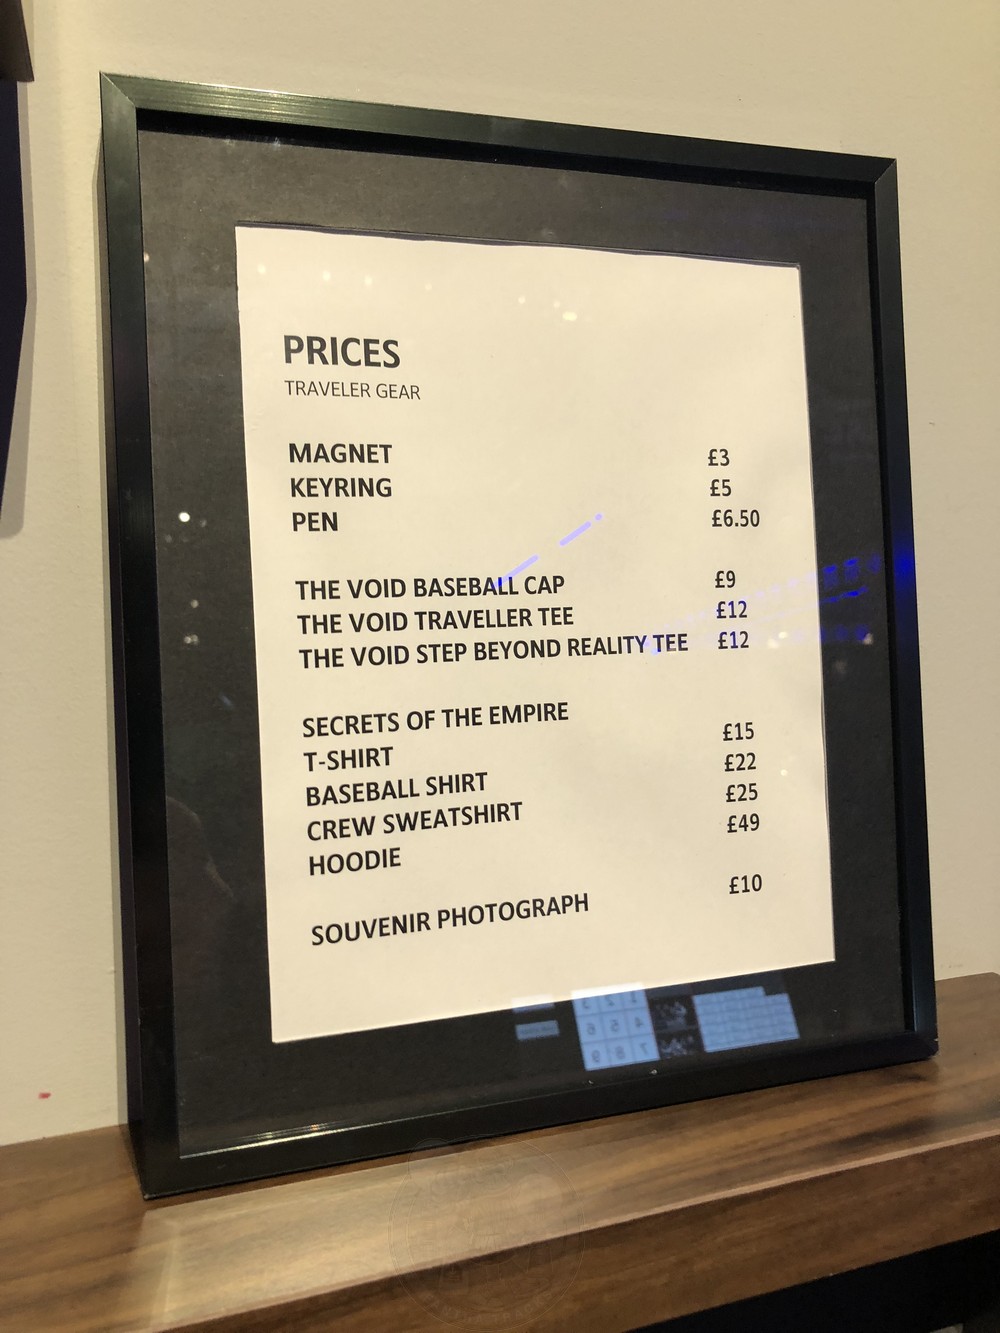 PRICES
TRAVELER GEAR
MAGNET £3
KEYRING £5
PEN £6.50
THE VOID BASEBALL CAP £9
THE VOID TRAVELLER TEE £12
THE VOID STEP BEYOND REALITY TEE £12
SECRETS OF THE EMPIRE
T-SHIRT £15
BASEBALL SHIRT £22
CREW SWEATSHIRT £25
HOODIE £49
SOUVENIR PHOTOGRAPH £10